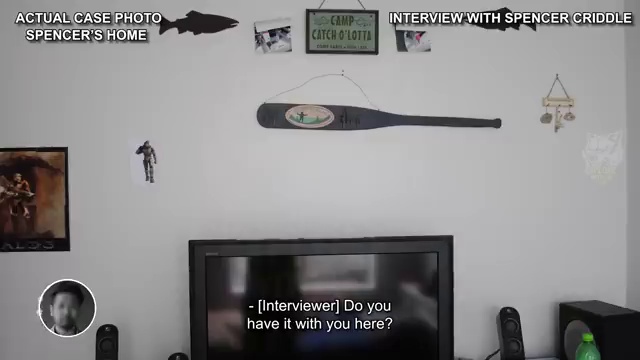 ACTUAL CASE PHOTO
SPENCER'S HOME
INTERVIEW WITH SPENCER CRIDDLE
CAMP
CATCH-O'LOTTA
- [Interviewer] Do you
have it with you here?